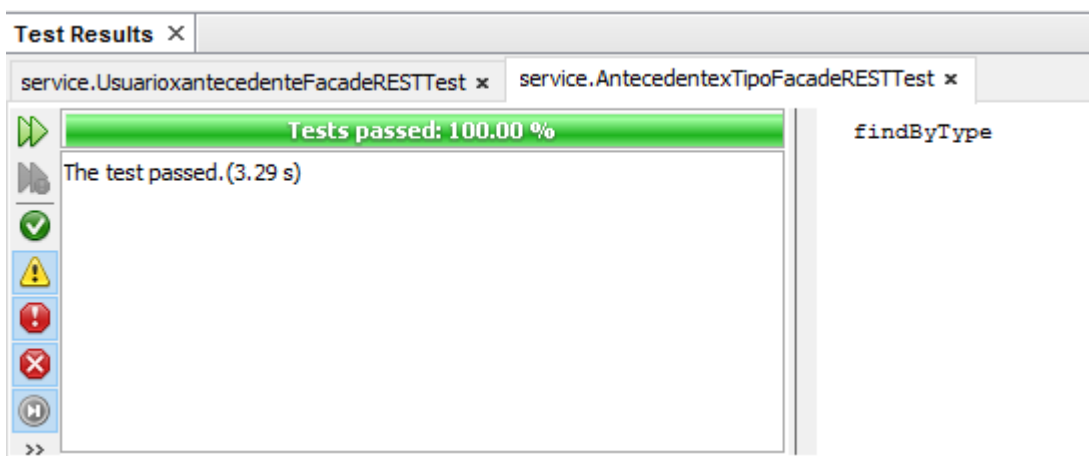 Test Results ×
service.UsuarioxantecedenteFacadeRESTTest × service.AntecedentexTipoFacadeRESTTest ×
Tests passed: 100.00 %
The test passed.(3.29 s)
findByType
>>